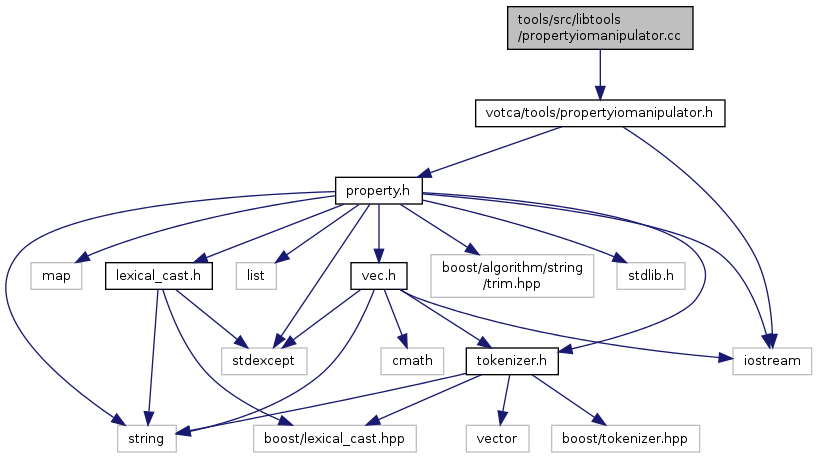 tools/src/libtools
/propertyiomanipulator.cc
votca/tools/propertyiomanipulator.h
property.h
map
lexical_cast.h
list
vec.h
boost/algorithm/string
/trim.hpp
stdlib.h
stdexcept
cmath
tokenizer.h
iostream
string
boost/lexical_cast.hpp
vector
boost/tokenizer.hpp